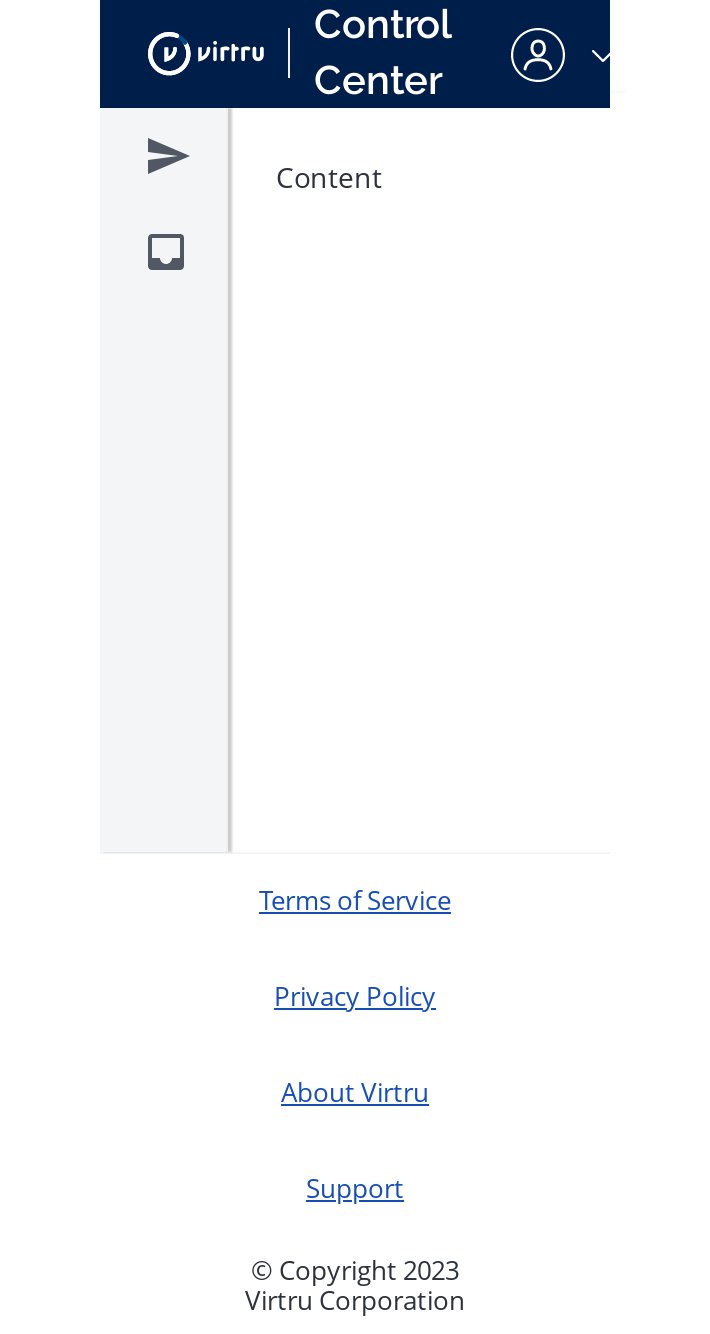 virtru
Control
Center
Content
Terms of Service
Privacy Policy
About Virtru
Support
© Copyright 2023
Virtru Corporation